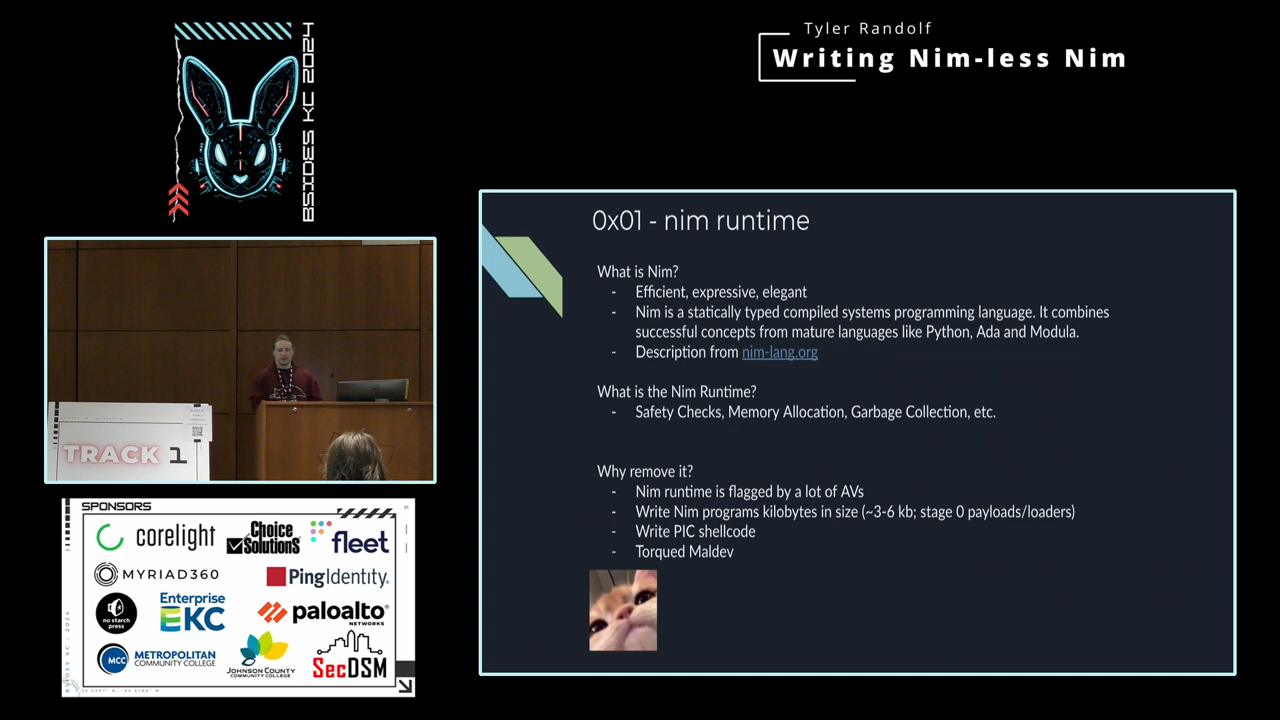 Tyler Randolf
Writing Nim-less Nim
BSIDES KC 2024
0x01 - nim runtime
What is Nim?
- Efficient, expressive, elegant
- Nim is a statically typed compiled systems programming language. It combines
successful concepts from mature languages like Python, Ada and Modula.
- Description from nim-lang.org
What is the Nim Runtime?
- Safety Checks, Memory Allocation, Garbage Collection, etc.
Why remove it?
- Nim runtime is flagged by a lot of AVs
- Write Nim programs kilobytes in size (~3-6 kb; stage 0 payloads/loaders)
- Write PIC shellcode
- Torqued Maldev
TRACK 1
SPONSORS
corelight
Choice
SolutionS
fleet
MYRIAD360
PingIdentity.
no starch
press
Enterprise
EKC
paloalto
NETWORKS
MCC
METROPOLITAN
COMMUNITY COLLEGE
JOHNSON COUNTY
COMMUNITY COLLEGE
SecDSM